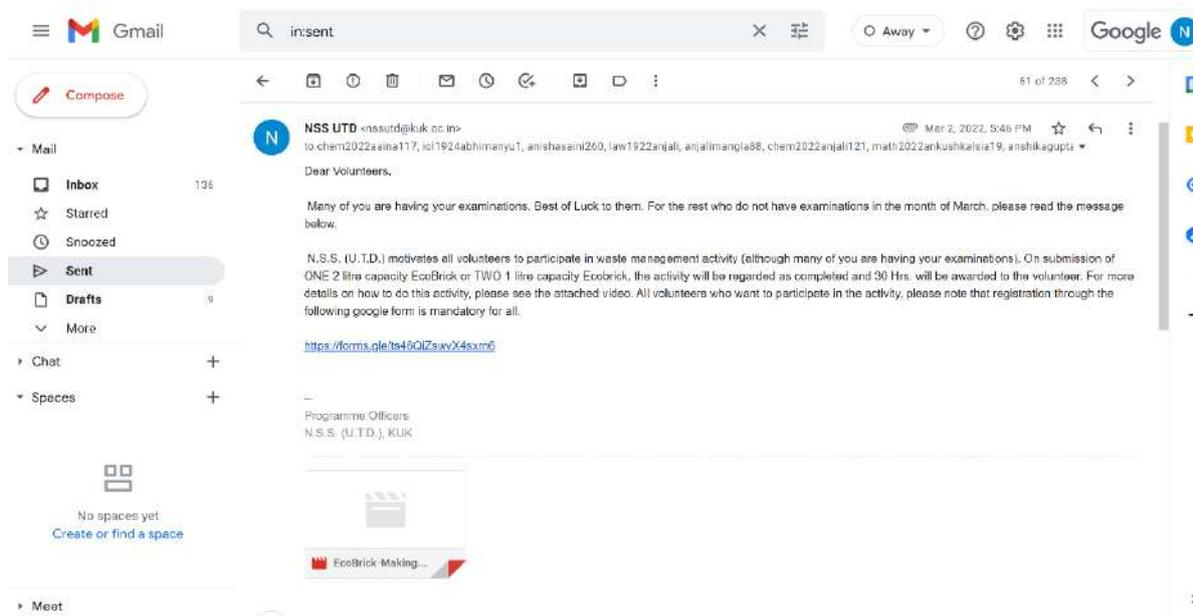 Gmail
in:sent
Away
Google
N
Compose
61 of 238
Mail
Inbox 136
Starred
Snoozed
Sent
Drafts 9
More
Chat
Spaces
No spaces yet
Create or find a space
Meet
N
NSS UTD <nssutd@kuk.ac.in>
Mar 2, 2022, 5:46 PM
to chem2022aaina117, iol1924abhimanyu1, anishasaini260, law1922anjali, anjalimangla88, chem2022anjali121, math2022ankushkalsia19, anshikagupta
Dear Volunteers,
Many of you are having your examinations. Best of Luck to them. For the rest who do not have examinations in the month of March, please read the message
below.
N.S.S. (U.T.D.) motivates all volunteers to participate in waste management activity (although many of you are having your examinations). On submission of
ONE 2 litre capacity EcoBrick or TWO 1 litre capacity Ecobrick, the activity will be regarded as completed and 30 Hrs. will be awarded to the volunteer. For more
details on how to do this activity, please see the attached video. All volunteers who want to participate in the activity, please note that registration through the
following google form is mandatory for all.
--
Programme Officers
N.S.S. (U.T.D.), KUK
EcoBrick-Making....